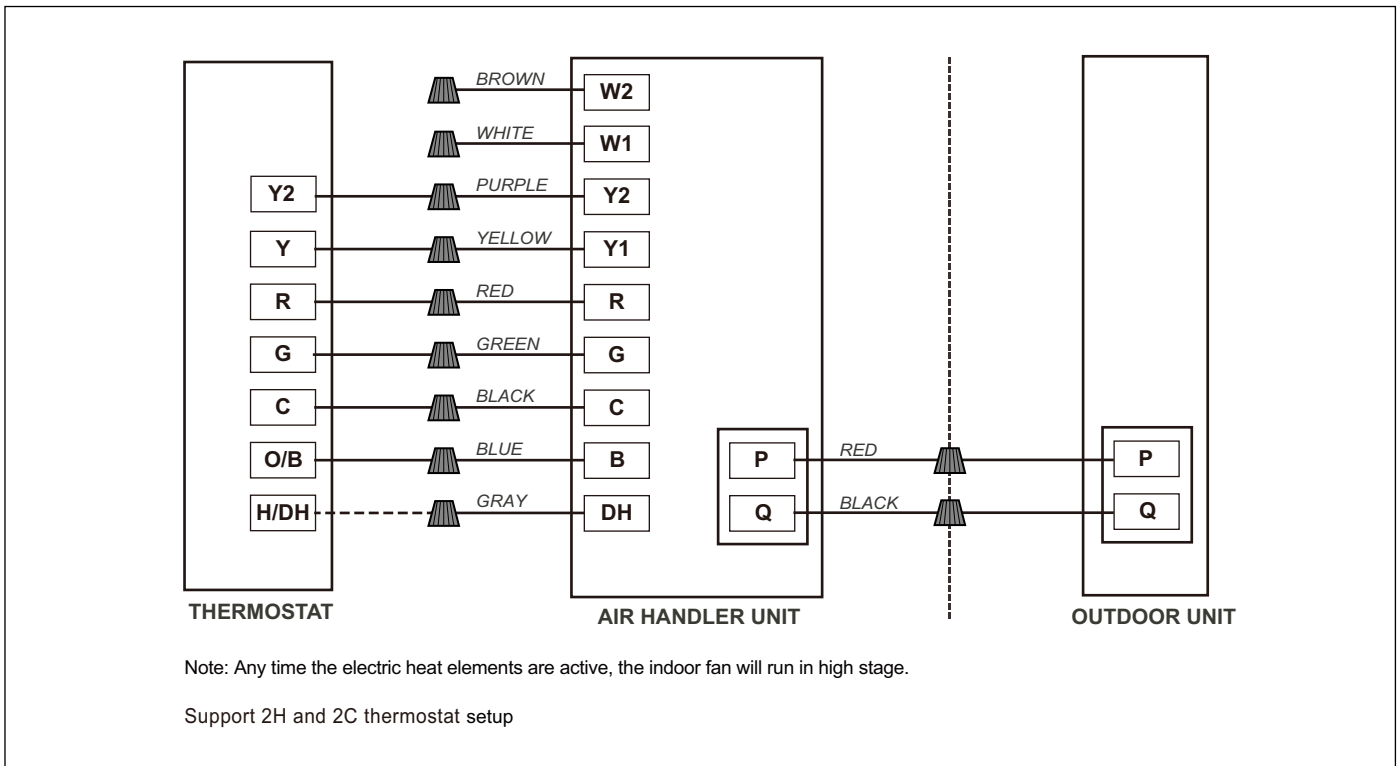 BROWN
W2
WHITE
W1
Y2 PURPLE Y2
Y YELLOW Y1
R RED R
G GREEN G
C BLACK C
O/B BLUE B P RED P
H/DH GRAY DH Q BLACK Q
THERMOSTAT AIR HANDLER UNIT OUTDOOR UNIT
Note: Any time the electric heat elements are active, the indoor fan will run in high stage.
Support 2H and 2C thermostat setup